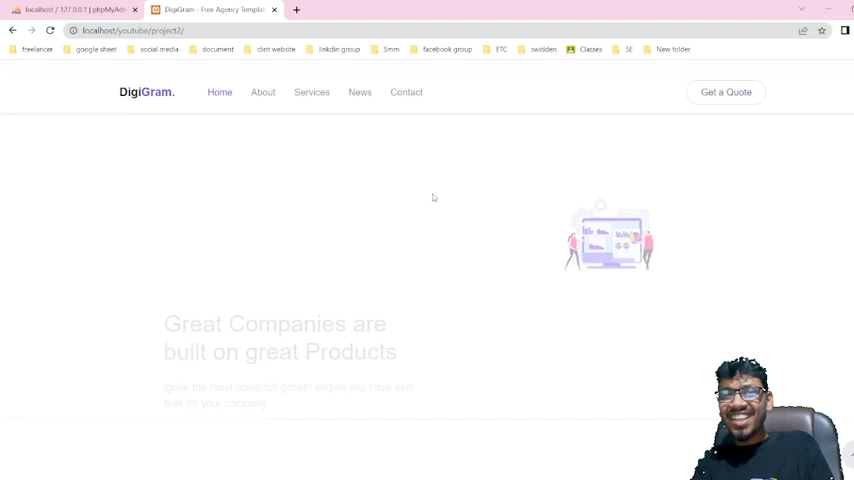 localhost / 127.0.0.1 | phpMyAdm
DigiGram - Free Agency Templat
localhost/youtube/project2/
freelancer google sheet social media document clint website linkdin group Smm facebook group ETC swidden Classes SE New folder
DigiGram. Home About Services News Contact Get a Quote
Great Companies are
built on great Products
Ignite the most powerfull growth engine you have ever
built for your company